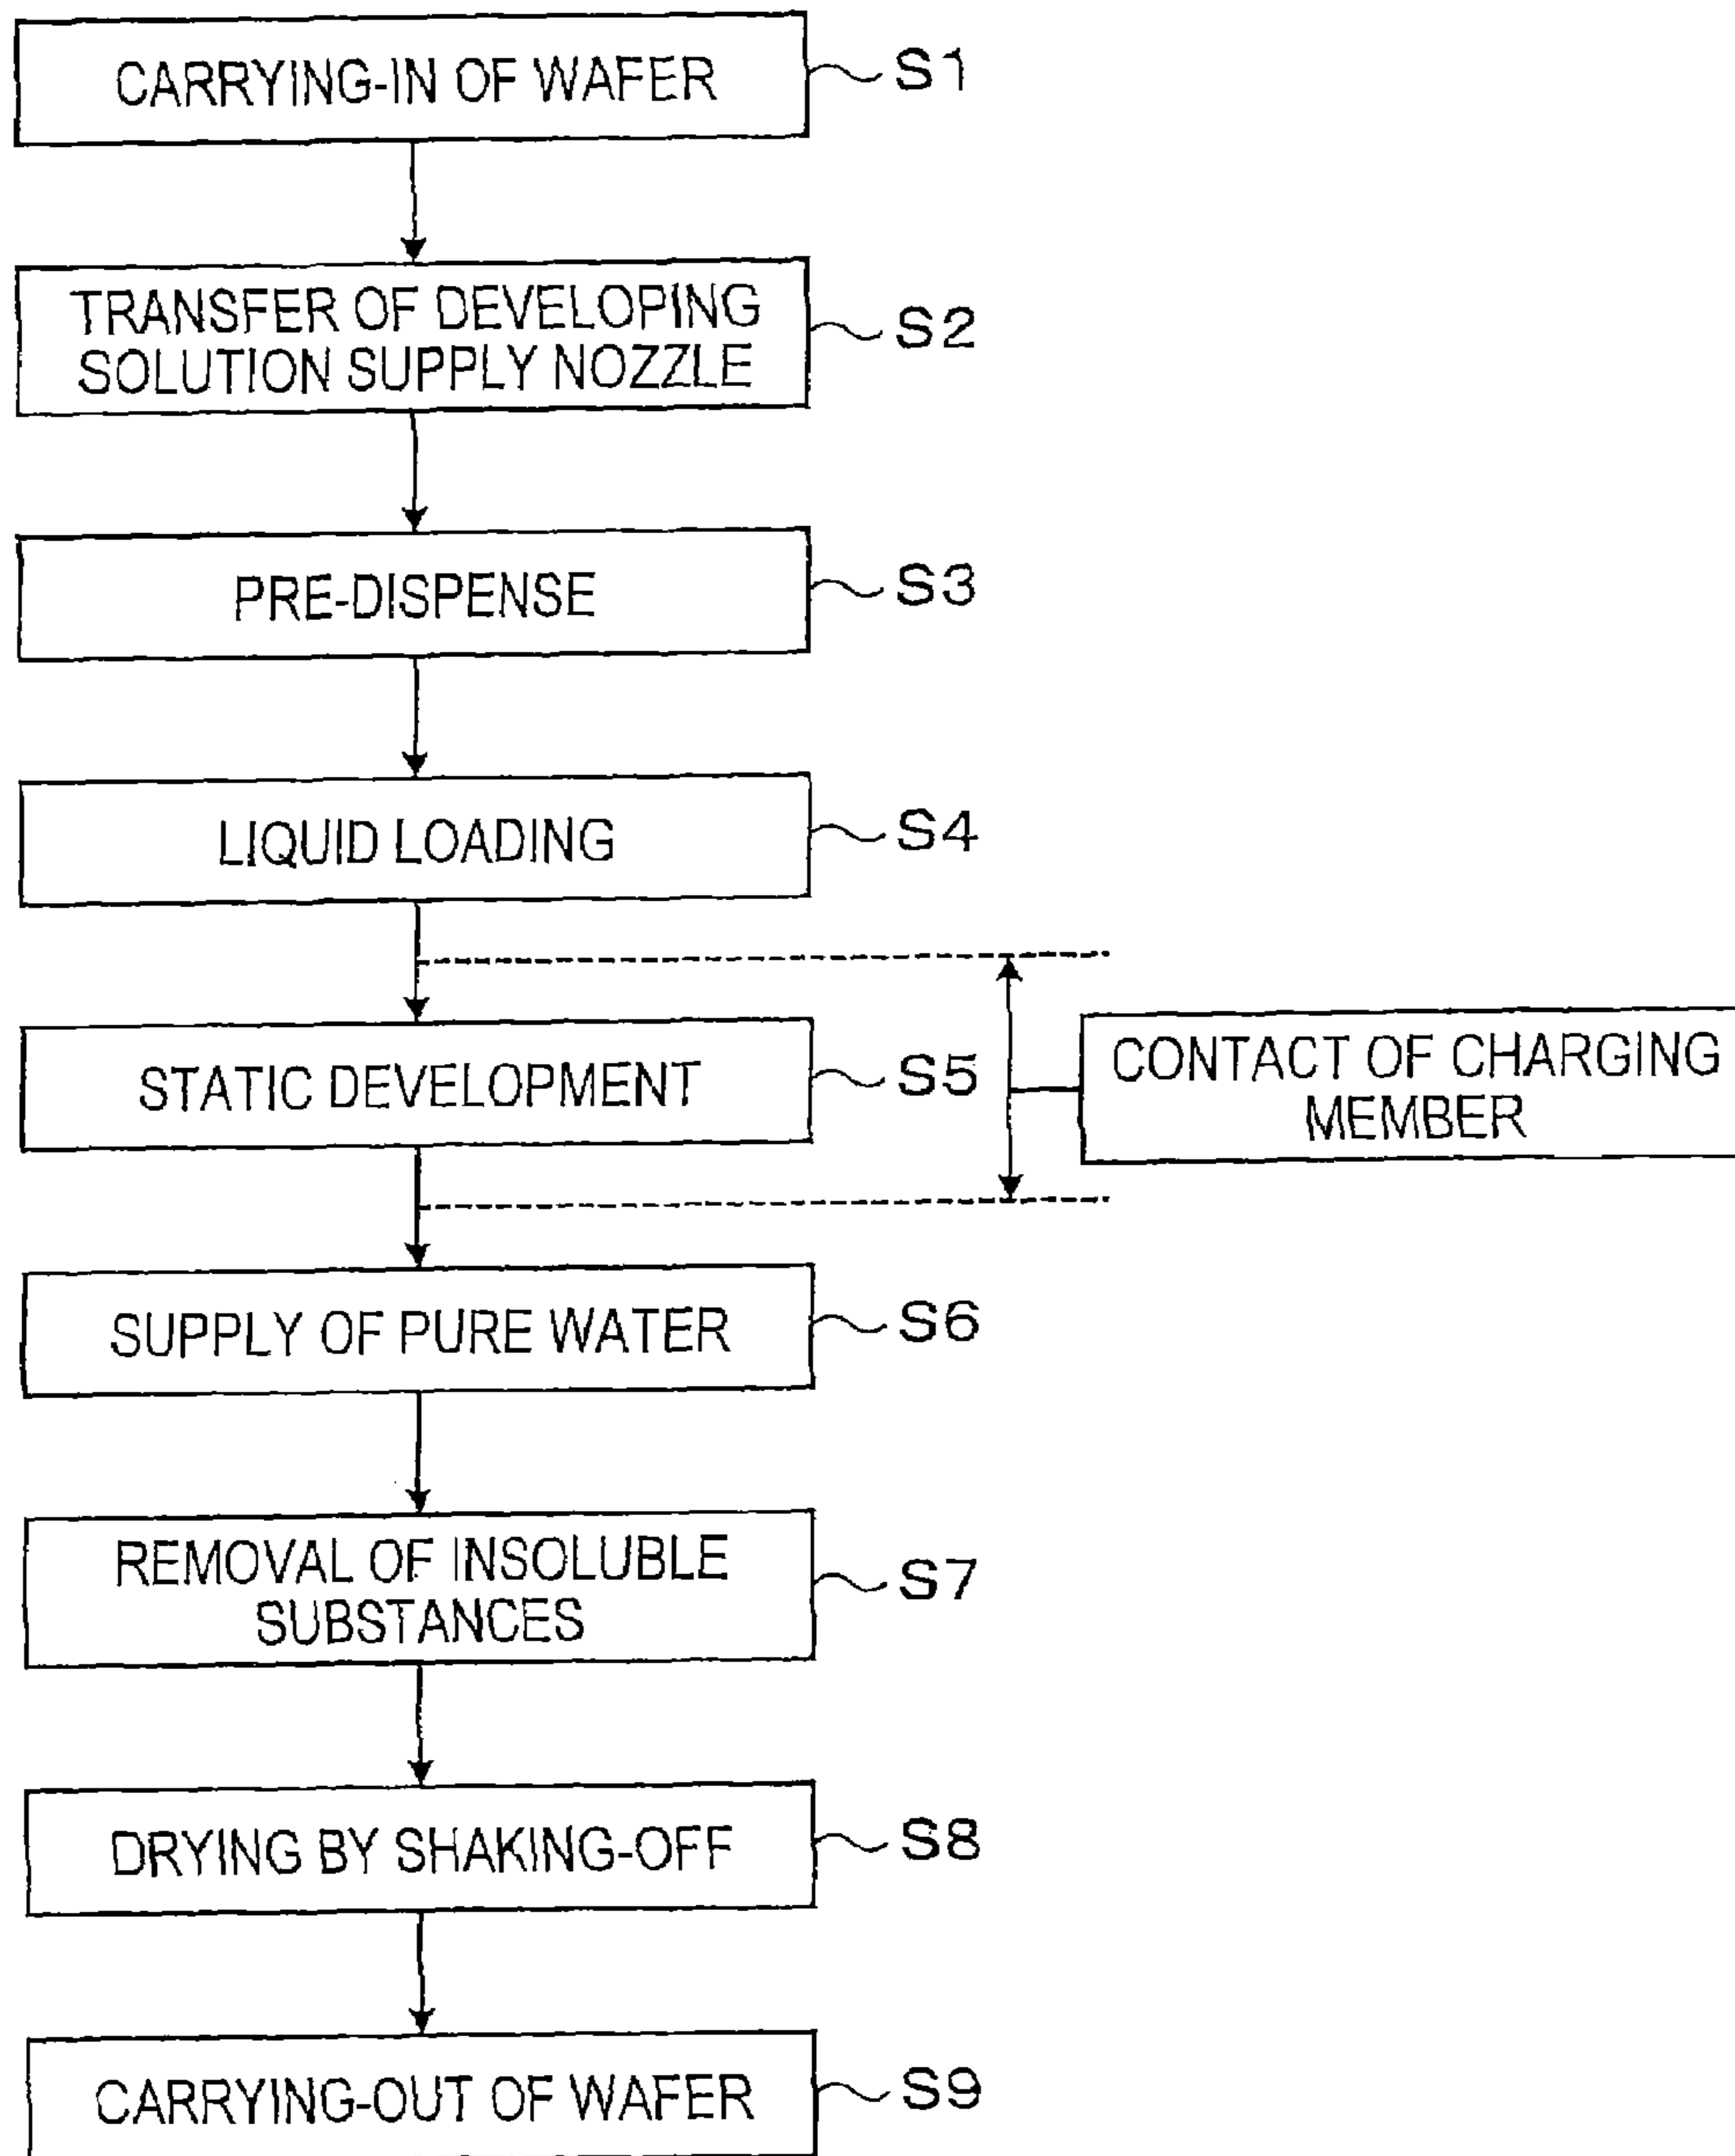 CARRYING-IN OF WAFER
S1
TRANSFER OF DEVELOPING
SOLUTION SUPPLY NOZZLE
S2
PRE-DISPENSE
S3
LIQUID LOADING
S4
STATIC DEVELOPMENT
S5
CONTACT OF CHARGING
MEMBER
SUPPLY OF PURE WATER
S6
REMOVAL OF INSOLUBLE
SUBSTANCES
S7
DRYING BY SHAKING-OFF
S8
CARRYING-OUT OF WAFER
S9